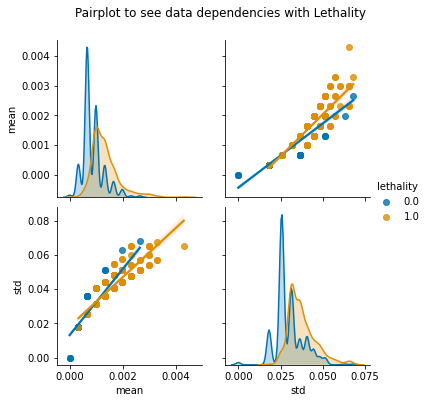 Pairplot to see data dependencies with Lethality
0.004
0.003
0.002
0.001
0.000
mean
lethality
0.0
1.0
0.08
0.06
0.04
0.02
0.00
std
0.000 0.002 0.004
mean
0.000 0.025 0.050 0.075
std